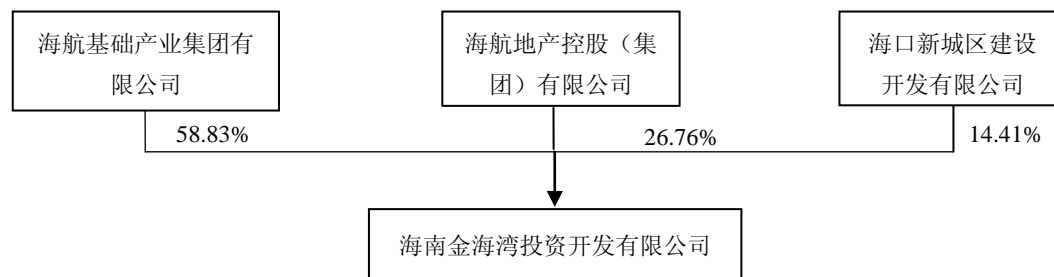 海航基础产业集团有
限公司
海航地产控股（集
团）有限公司
海口新城区建设
开发有限公司
58.83%
26.76%
14.41%
海南金海湾投资开发有限公司